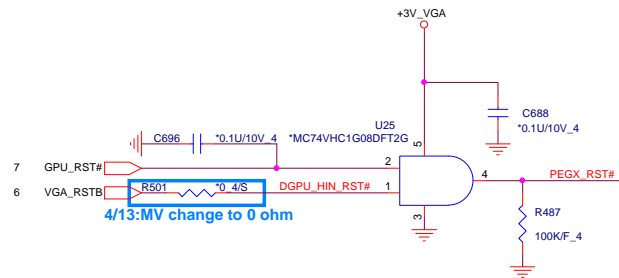 +3V_VGA
C696
*0.1U/10V_4
U25
*MC74VHC1G08DFT2G
C688
*0.1U/10V_4
5
7
GPU_RST#
2
4
PEGX_RST#
6
VGA_RSTB
R501
*0_4/S
DGPU_HIN_RST#
1
3
4/13:MV change to 0 ohm
R487
100K/F_4